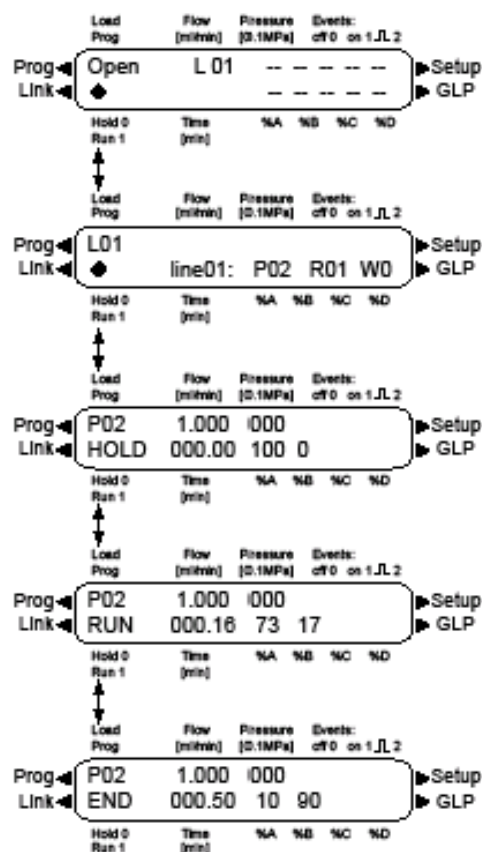 Load Flow Pressure Events:
Prog [ml/min] [0.1MPa] off 0 on 1 2
Prog Open L 01 -- -- -- -- -- Setup
Link -- -- -- -- -- GLP
Hold 0 Time %A %B %C %D
Run 1 [min]
Load Flow Pressure Events:
Prog [ml/min] [0.1MPa] off 0 on 1 2
Prog L01 Setup
Link line01: P02 R01 W0 GLP
Hold 0 Time %A %B %C %D
Run 1 [min]
Load Flow Pressure Events:
Prog [ml/min] [0.1MPa] off 0 on 1 2
Prog P02 1.000 000 Setup
Link HOLD 000.00 100 0 GLP
Hold 0 Time %A %B %C %D
Run 1 [min]
Load Flow Pressure Events:
Prog [ml/min] [0.1MPa] off 0 on 1 2
Prog P02 1.000 000 Setup
Link RUN 000.16 73 17 GLP
Hold 0 Time %A %B %C %D
Run 1 [min]
Load Flow Pressure Events:
Prog [ml/min] [0.1MPa] off 0 on 1 2
Prog P02 1.000 000 Setup
Link END 000.50 10 90 GLP
Hold 0 Time %A %B %C %D
Run 1 [min]